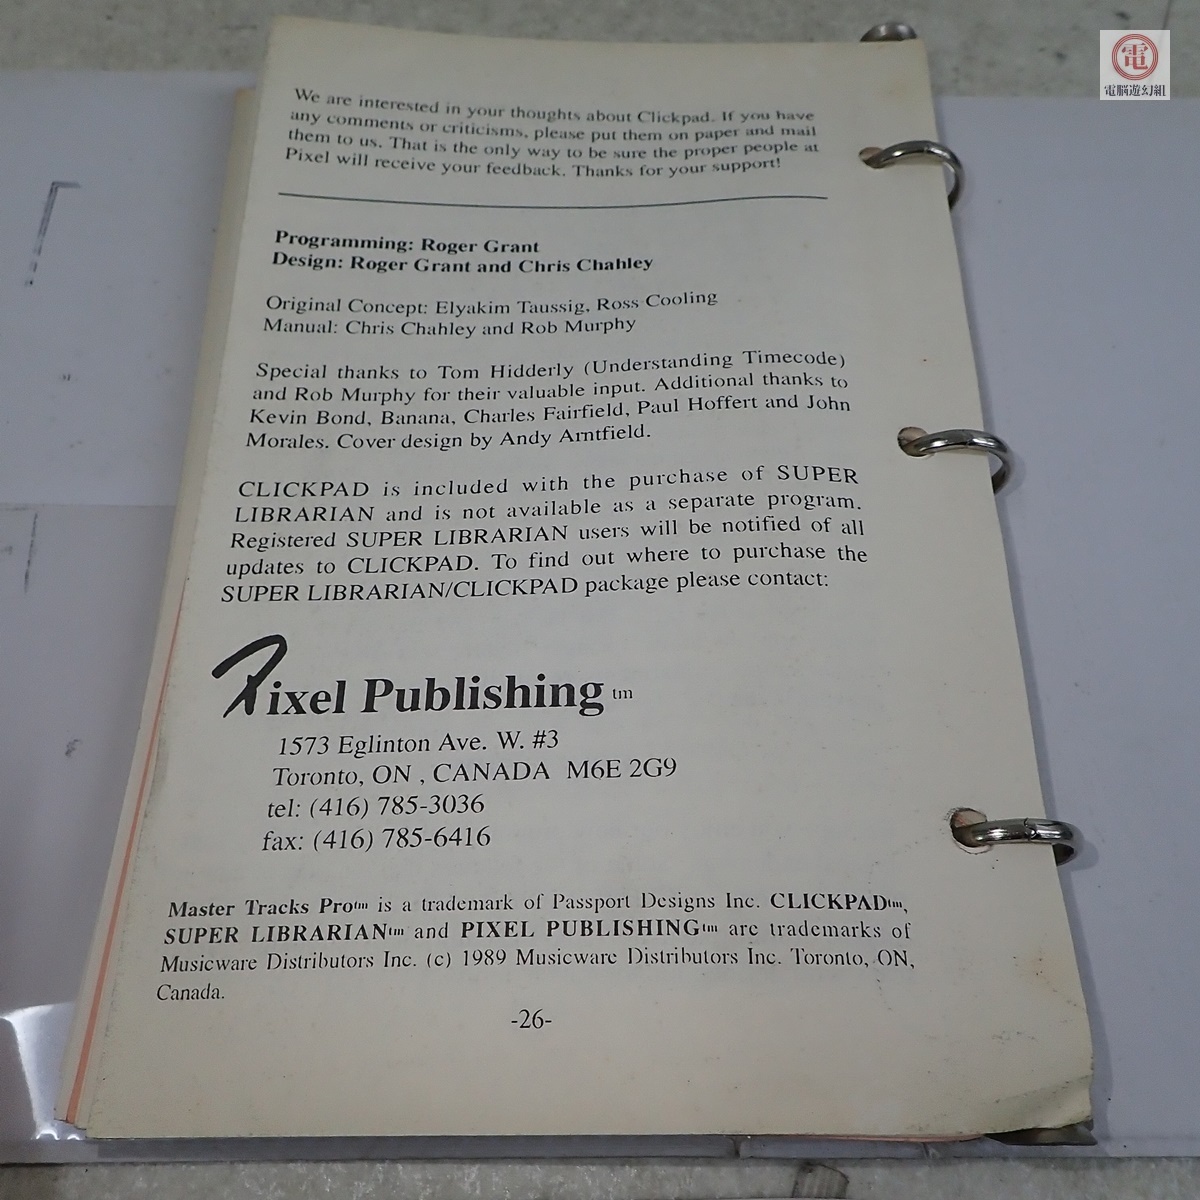 電
電脳遊幻組
We are interested in your thoughts about Clickpad. If you have
any comments or criticisms, please put them on paper and mail
them to us. That is the only way to be sure the proper people at
Pixel will receive your feedback. Thanks for your support!
Programming: Roger Grant
Design: Roger Grant and Chris Chahley
Original Concept: Elyakim Taussig, Ross Cooling
Manual: Chris Chahley and Rob Murphy
Special thanks to Tom Hidderly (Understanding Timecode)
and Rob Murphy for their valuable input. Additional thanks to
Kevin Bond, Banana, Charles Fairfield, Paul Hoffert and John
Morales. Cover design by Andy Arntfield.
CLICKPAD is included with the purchase of SUPER
LIBRARIAN and is not available as a separate program.
Registered SUPER LIBRARIAN users will be notified of all
updates to CLICKPAD. To find out where to purchase the
SUPER LIBRARIAN/CLICKPAD package please contact:
Pixel Publishing tm
1573 Eglinton Ave. W. #3
Toronto, ON , CANADA M6E 2G9
tel: (416) 785-3036
fax: (416) 785-6416
Master Tracks Pro tm is a trademark of Passport Designs Inc. CLICKPAD tm,
SUPER LIBRARIAN tm and PIXEL PUBLISHING tm are trademarks of
Musicware Distributors Inc. (c) 1989 Musicware Distributors Inc. Toronto, ON,
Canada.
-26-